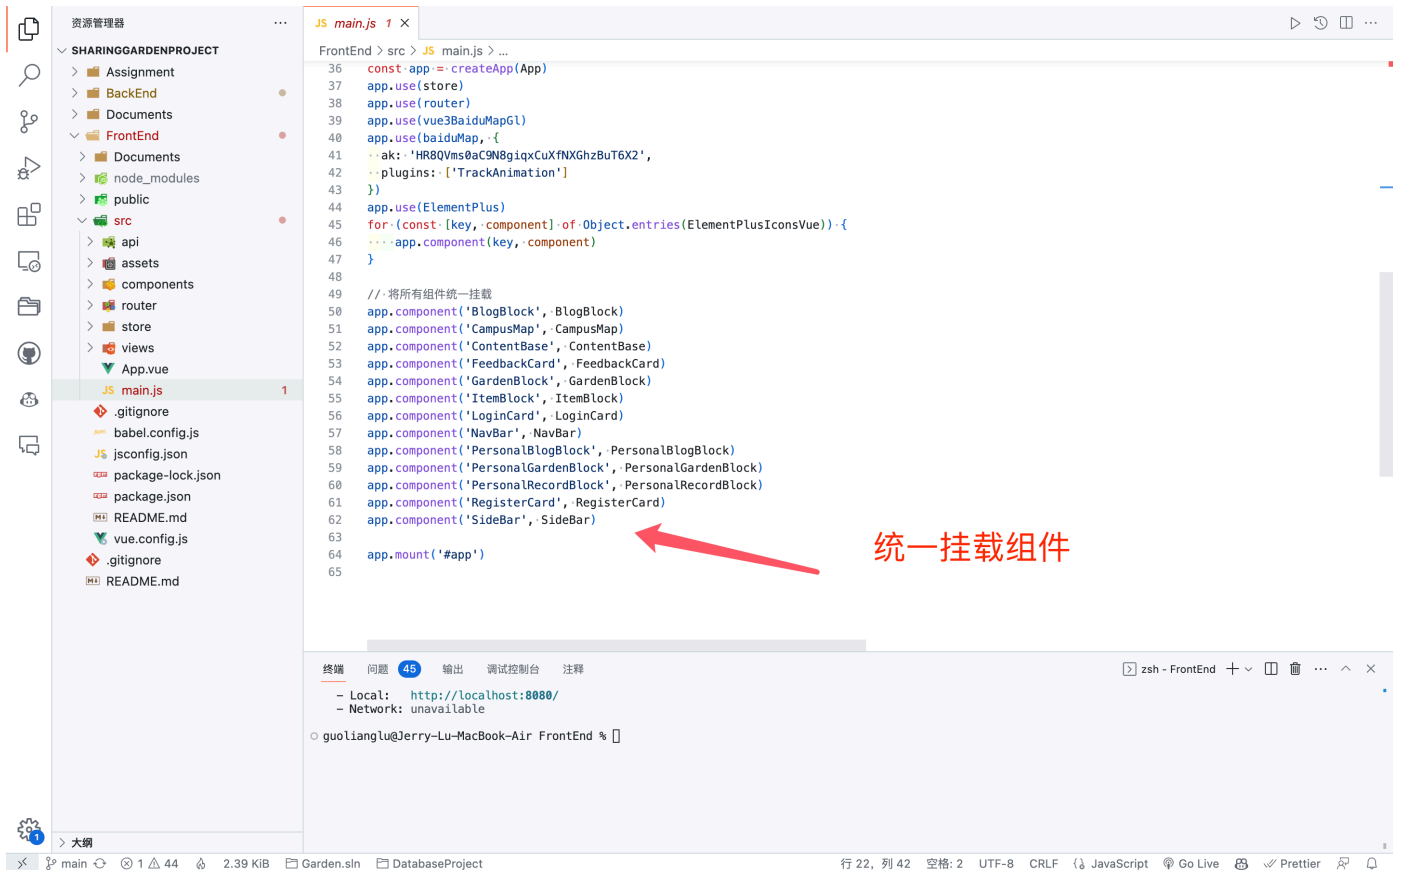 资源管理器
SHARINGGARDENPROJECT
Assignment
BackEnd
Documents
FrontEnd
Documents
node_modules
public
src
api
assets
components
router
store
views
App.vue
JS main.js 1
.gitignore
babel.config.js
JS jsconfig.json
package-lock.json
package.json
README.md
vue.config.js
.gitignore
README.md
大纲
JS main.js 1
FrontEnd > src > JS main.js > ...
36 const app = createApp(App)
37 app.use(store)
38 app.use(router)
39 app.use(vue3BaiduMapGl)
40 app.use(baiduMap, {
41 ak: 'HR8QVms0aC9N8giqxCuXfNXGhzBuT6X2',
42 plugins: ['TrackAnimation']
43 })
44 app.use(ElementPlus)
45 for (const [key, component] of Object.entries(ElementPlusIconsVue)) {
46 app.component(key, component)
47 }
48
49 // 将所有组件统一挂载
50 app.component('BlogBlock', BlogBlock)
51 app.component('CampusMap', CampusMap)
52 app.component('ContentBase', ContentBase)
53 app.component('FeedbackCard', FeedbackCard)
54 app.component('GardenBlock', GardenBlock)
55 app.component('ItemBlock', ItemBlock)
56 app.component('LoginCard', LoginCard)
57 app.component('NavBar', NavBar)
58 app.component('PersonalBlogBlock', PersonalBlogBlock)
59 app.component('PersonalGardenBlock', PersonalGardenBlock)
60 app.component('PersonalRecordBlock', PersonalRecordBlock)
61 app.component('RegisterCard', RegisterCard)
62 app.component('SideBar', SideBar)
63
64 app.mount('#app')
65
统一挂载组件
终端 问题 45 输出 调试控制台 注释 zsh - FrontEnd
- Local: http://localhost:8080/
- Network: unavailable
guolianglu@Jerry-Lu-MacBook-Air FrontEnd %
1
main 1 44 2.39 KiB Garden.sln DatabaseProject 行 22，列 42 空格: 2 UTF-8 CRLF JavaScript Go Live Prettier